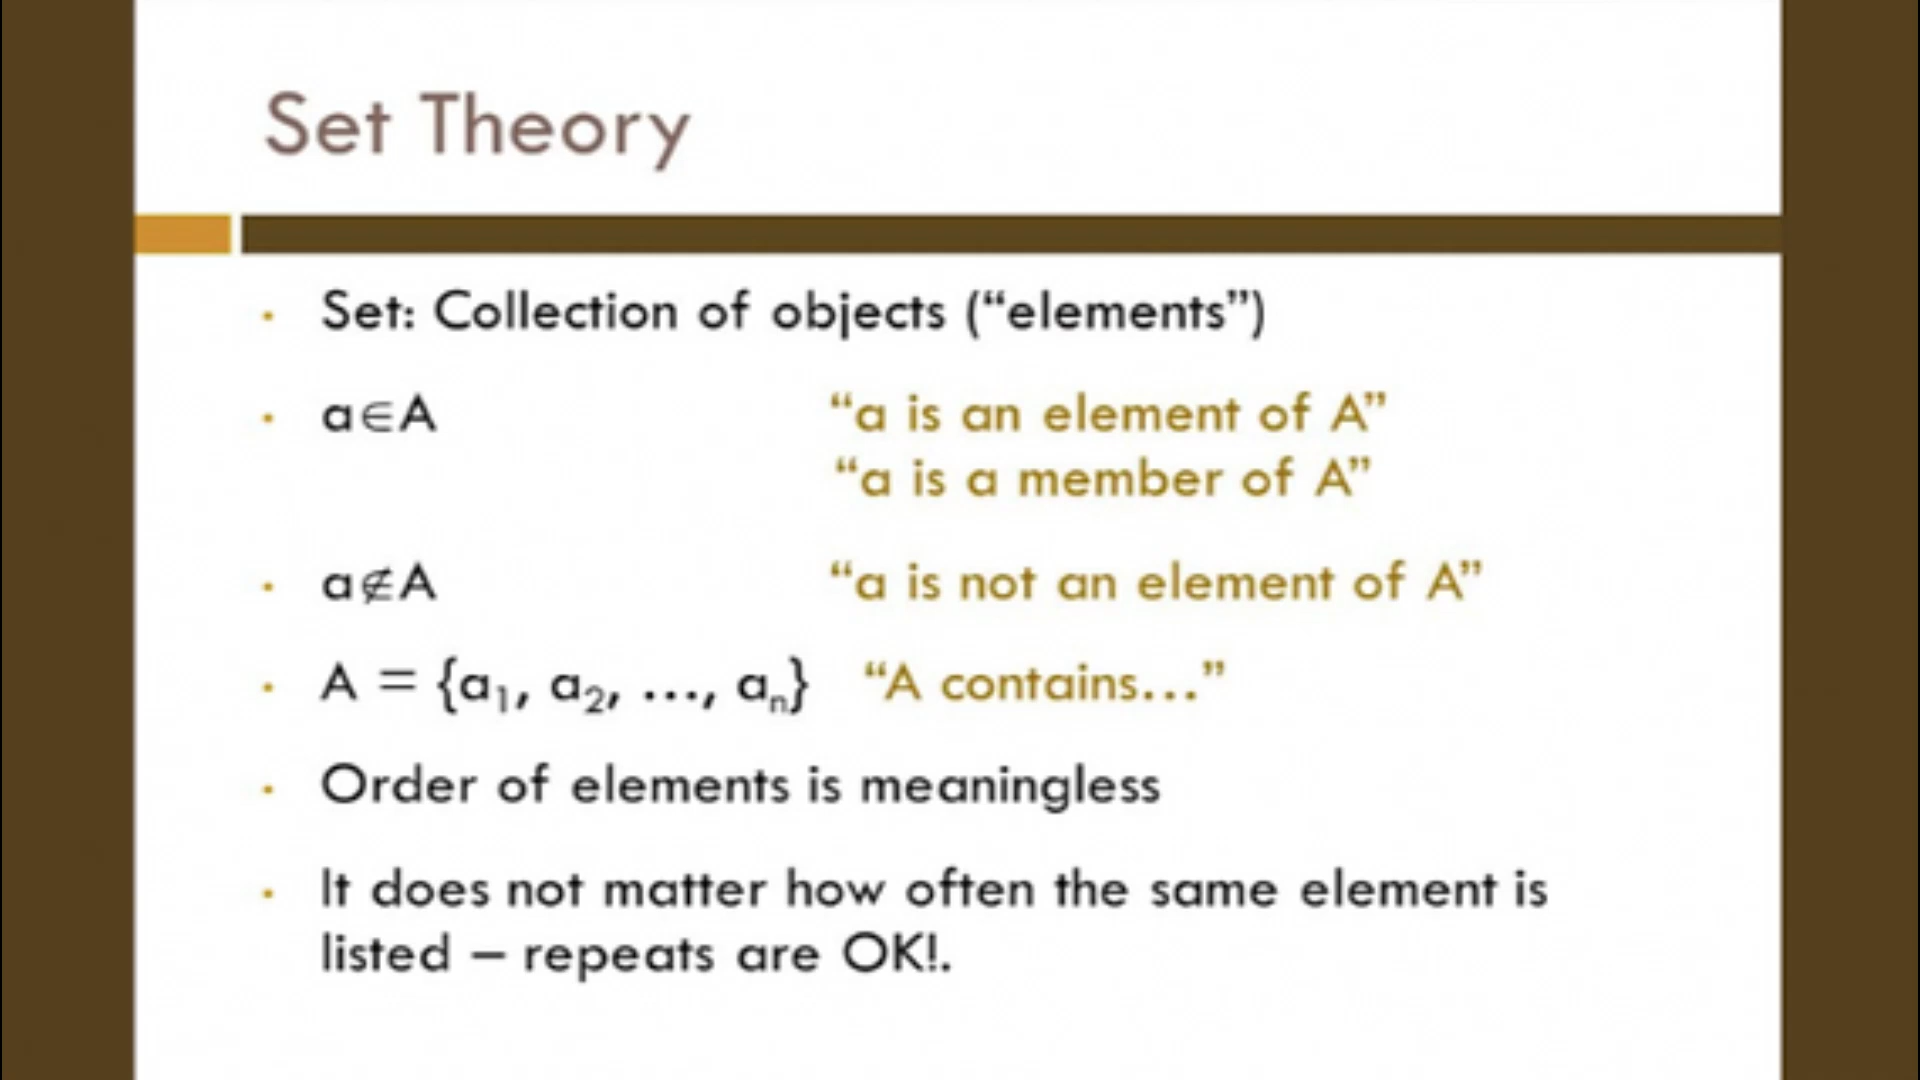 Set Theory
Set: Collection of objects (“elements”)
a∈A “a is an element of A”
“a is a member of A”
a∉A “a is not an element of A”
A = {a₁, a₂, …, aₙ} “A contains…”
Order of elements is meaningless
It does not matter how often the same element is
listed – repeats are OK!.